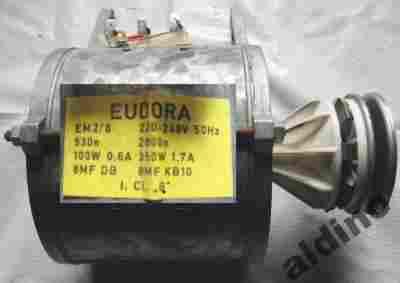 EUDORA
EM2/8 220-240V 50Hz
530n 2800n
100W 0,6A 350W 1,7A
8MF DB 8MF KB10
I. CL. „B"
aldino